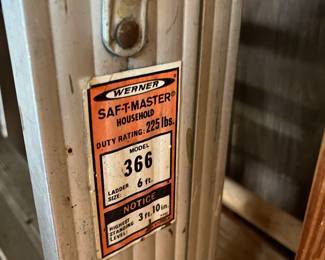 WERNER
SAF-T-MASTER®
HOUSEHOLD
DUTY RATING: 225 lbs.
MODEL
366
LADDER SIZE: 6 ft.
NOTICE
HIGHEST STANDING LEVEL: 3 ft. 10 in.